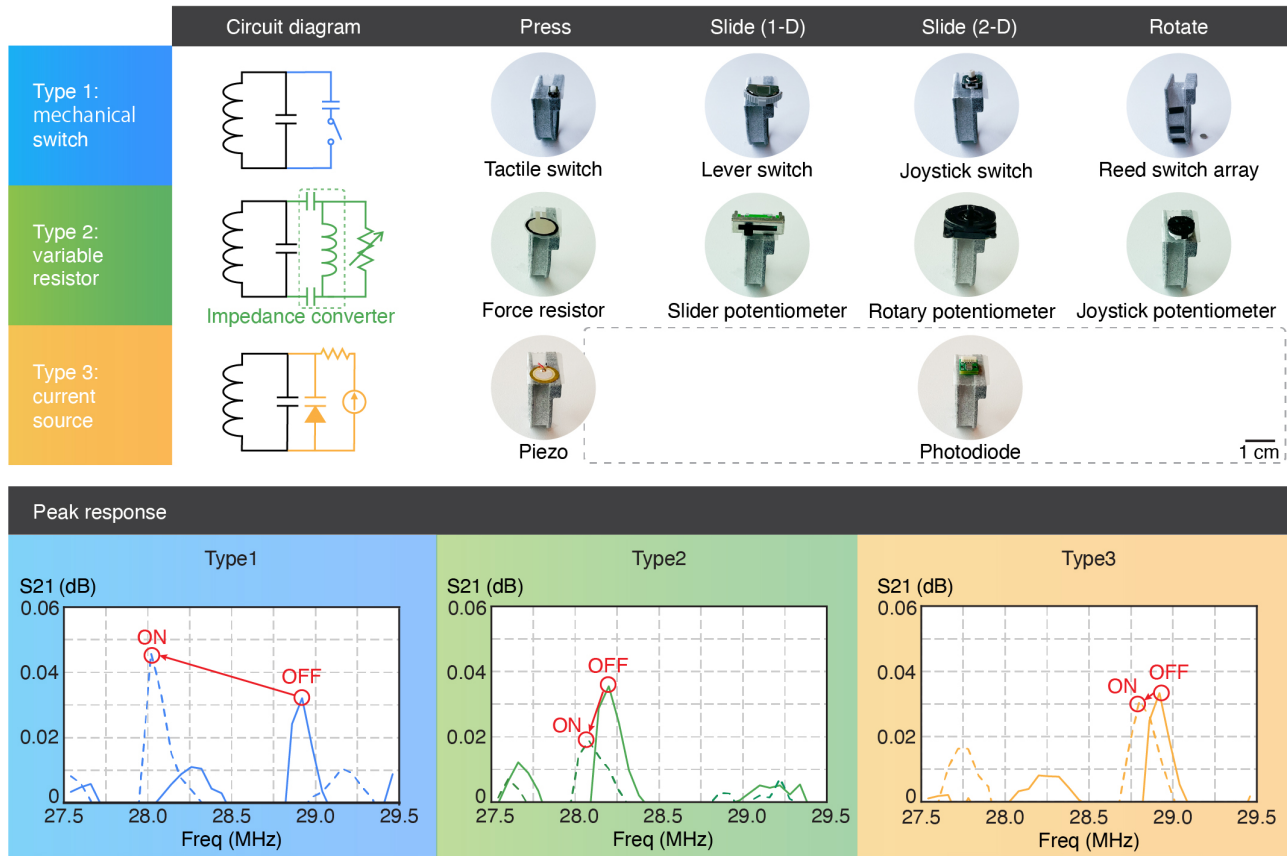 Circuit diagram Press Slide (1-D) Slide (2-D) Rotate
Type 1:
mechanical
switch
Tactile switch Lever switch Joystick switch Reed switch array
Type 2:
variable
resistor
Impedance converter
Force resistor Slider potentiometer Rotary potentiometer Joystick potentiometer
Type 3:
current
source
Piezo Photodiode 1 cm
Peak response
Type1
S21 (dB)
0.06
0.04
0.02
0
ON
OFF
27.5 28.0 28.5 29.0 29.5
Freq (MHz)
Type2
S21 (dB)
0.06
0.04
0.02
0
OFF
ON
27.5 28.0 28.5 29.0 29.5
Freq (MHz)
Type3
S21 (dB)
0.06
0.04
0.02
0
ON OFF
27.5 28.0 28.5 29.0 29.5
Freq (MHz)